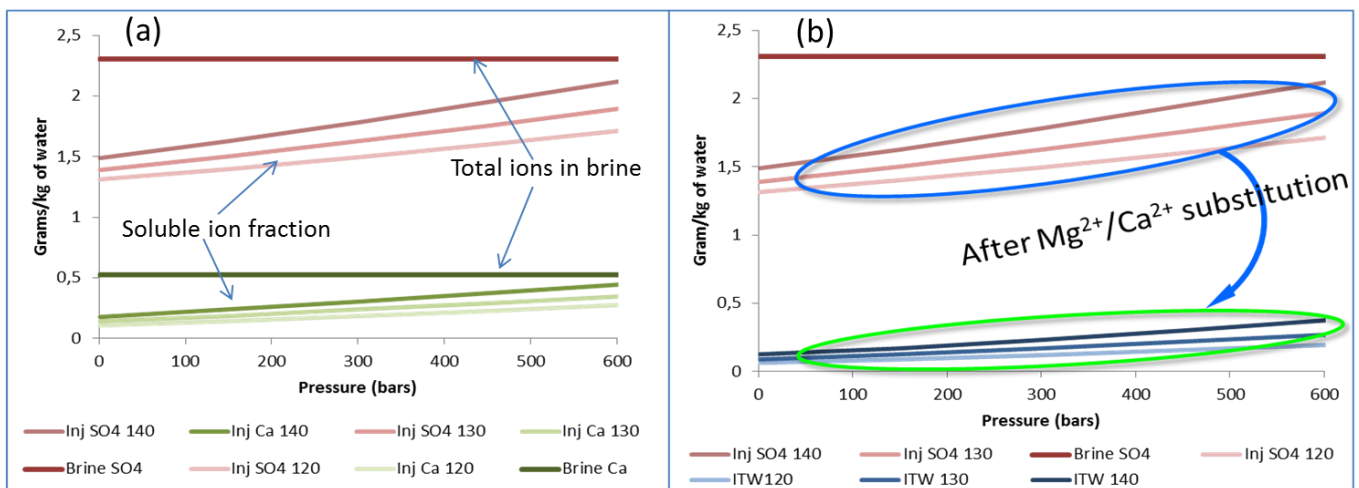 (a)
2,5
2
1,5
1
0,5
0
Grams/kg of water
Total ions in brine
Soluble ion fraction
0 100 200 300 400 500 600
Pressure (bars)
Inj SO4 140 Inj Ca 140 Inj SO4 130 Inj Ca 130
Brine SO4 Inj SO4 120 Inj Ca 120 Brine Ca
(b)
2,5
2
1,5
1
0,5
0
Gram/kg of water
After Mg²⁺/Ca²⁺ substitution
0 100 200 300 400 500 600
Pressure (bars)
Inj SO4 140 Inj SO4 130 Brine SO4 Inj SO4 120
ITW120 ITW 130 ITW 140